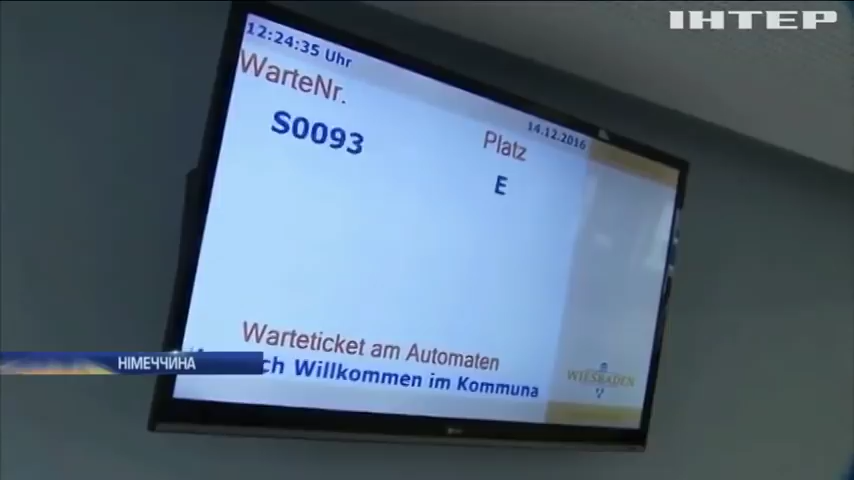 ІНТЕР
12:24:35 Uhr
14.12.2016
WarteNr.
Platz
S0093
E
Warteticket am Automaten
ch Willkommen im Kommuna
WIESBADEN
НІМЕЧЧИНА